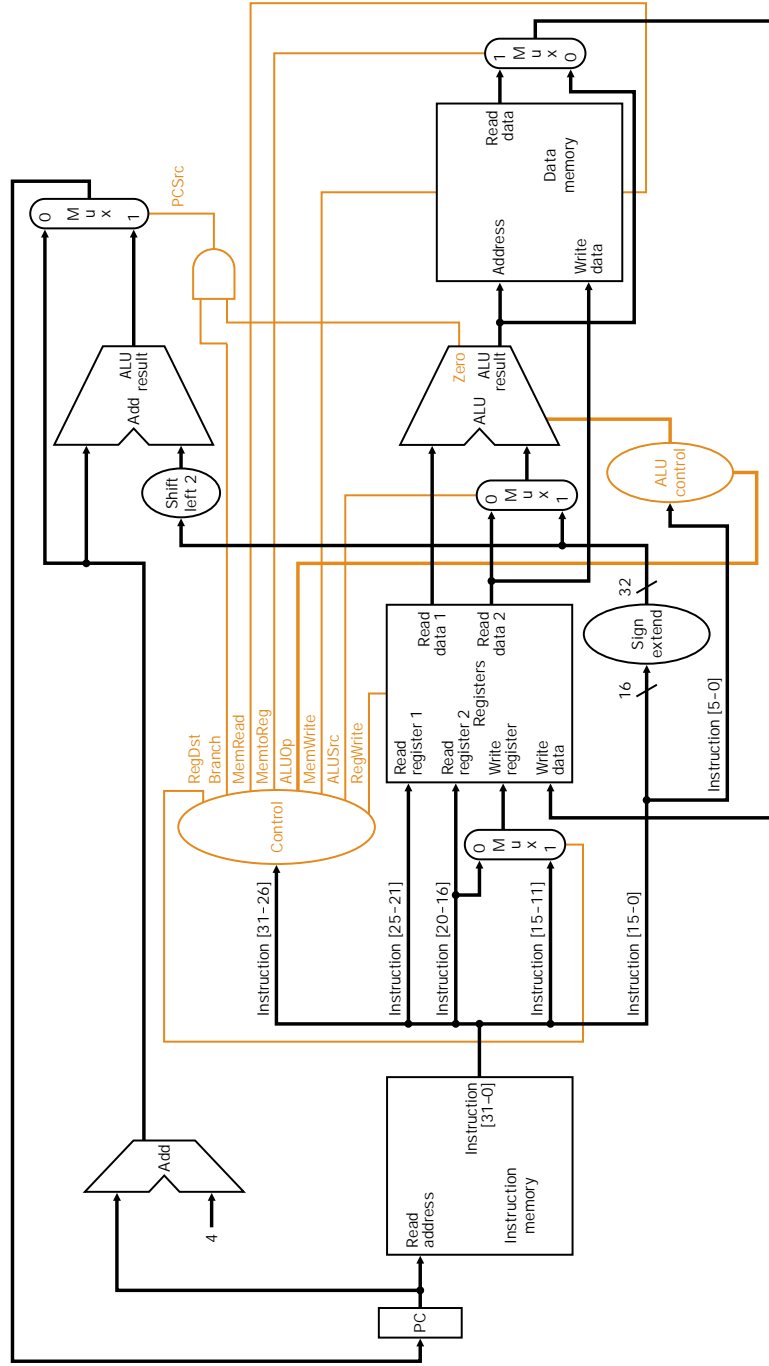 PC
4
Add
Read
address
Instruction
[31–0]
Instruction
memory
Instruction [31–26]
Instruction [25–21]
Instruction [20–16]
Instruction [15–11]
Instruction [15–0]
Instruction [5–0]
Control
RegDst
Branch
MemRead
MemtoReg
ALUOp
MemWrite
ALUSrc
RegWrite
0
M
u
x
1
Read
register 1
Read
register 2
Registers
Write
register
Write
data
Read
data 1
Read
data 2
16
Sign
extend
32
Shift
left 2
Add
ALU
result
0
M
u
x
1
PCSrc
0
M
u
x
1
ALU
control
ALU
Zero
ALU
result
Address
Write
data
Read
data
Data
memory
1
M
u
x
0